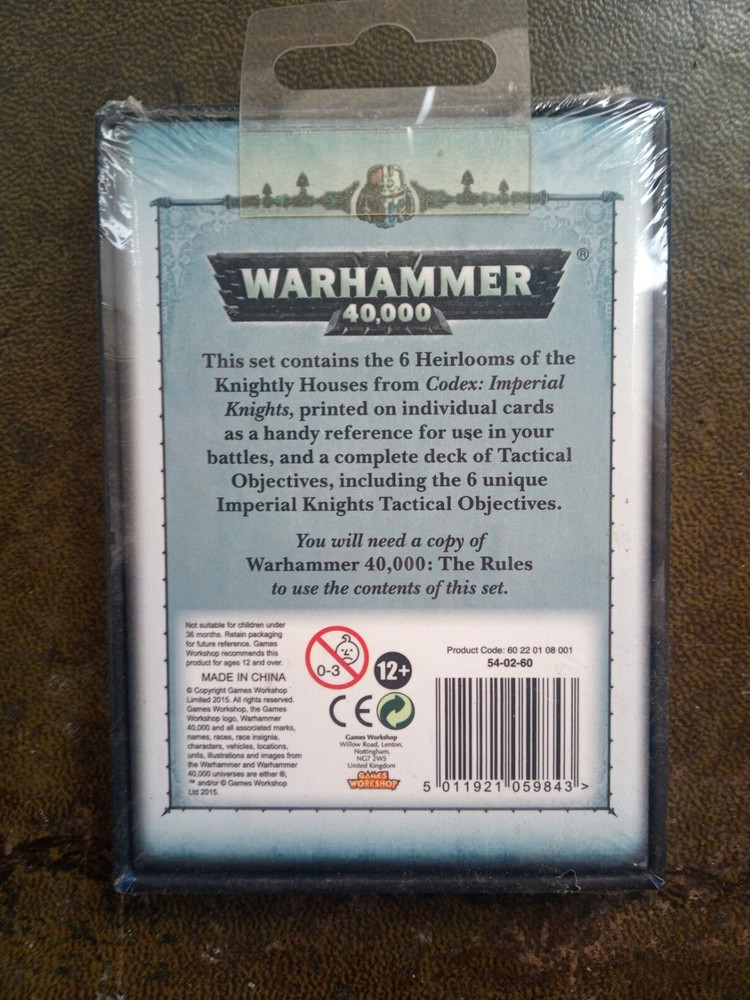 WARHAMMER®
40,000
This set contains the 6 Heirlooms of the
Knightly Houses from Codex: Imperial
Knights, printed on individual cards
as a handy reference for use in your
battles, and a complete deck of Tactical
Objectives, including the 6 unique
Imperial Knights Tactical Objectives.
You will need a copy of
Warhammer 40,000: The Rules
to use the contents of this set.
Not suitable for children under
36 months. Retain packaging
for future reference. Games
Workshop recommends this
product for ages 12 and over.
MADE IN CHINA
© Copyright Games Workshop
Limited 2015. All rights reserved.
Games Workshop, the Games
Workshop logo, Warhammer
40,000 and all associated marks,
names, races, race insignia,
characters, vehicles, locations,
units, illustrations and images from
the Warhammer and Warhammer
40,000 universes are either ®,
™ and/or © Games Workshop
Ltd 2015.
0-3
12+
CE
Games Workshop
Willow Road, Lenton,
Nottingham,
NG7 2WS
United Kingdom
GAMES
WORKSHOP
Product Code: 60 22 01 08 001
54-02-60
5 011921 059843 >